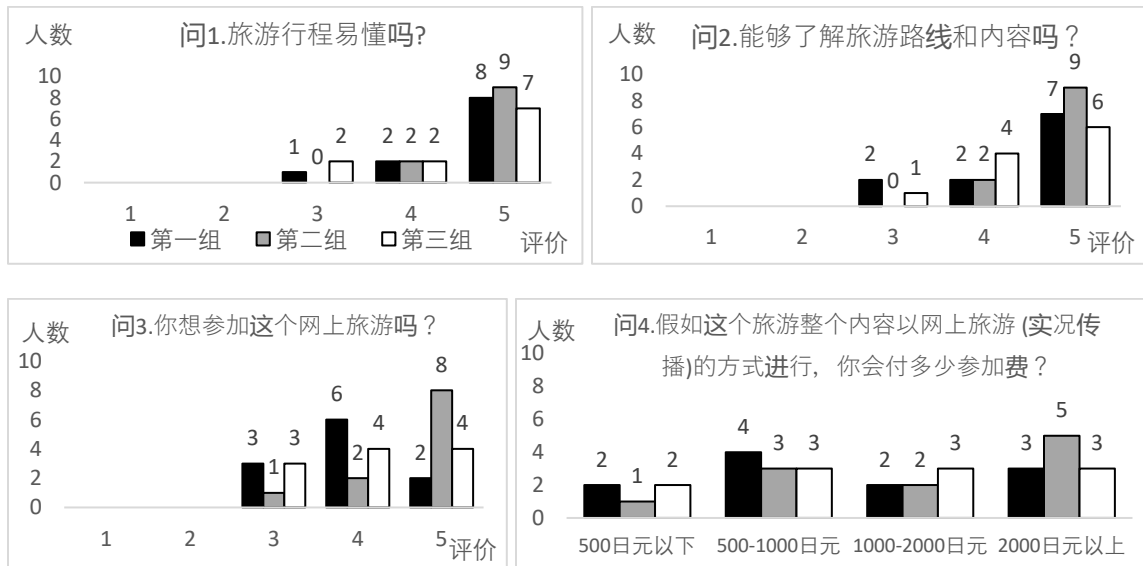 问1.旅游行程易懂吗?
人数
10
8
6
4
2
0
1 0 2
2 2 2
8 9 7
1 2 3 4 5
评价
■第一组 ■第二组 □第三组
问2.能够了解旅游路线和内容吗？
人数
10
8
6
4
2
0
2 0 1
2 2 4
7 9 6
1 2 3 4 5
评价
问3.你想参加这个网上旅游吗？
人数
10
8
6
4
2
0
3 1 3
6 2 4
2 8 4
1 2 3 4 5
评价
问4.假如这个旅游整个内容以网上旅游 (实况传
播)的方式进行，你会付多少参加费？
人数
10
8
6
4
2
0
2 1 2
4 3 3
2 2 3
3 5 3
500日元以下 500-1000日元 1000-2000日元 2000日元以上